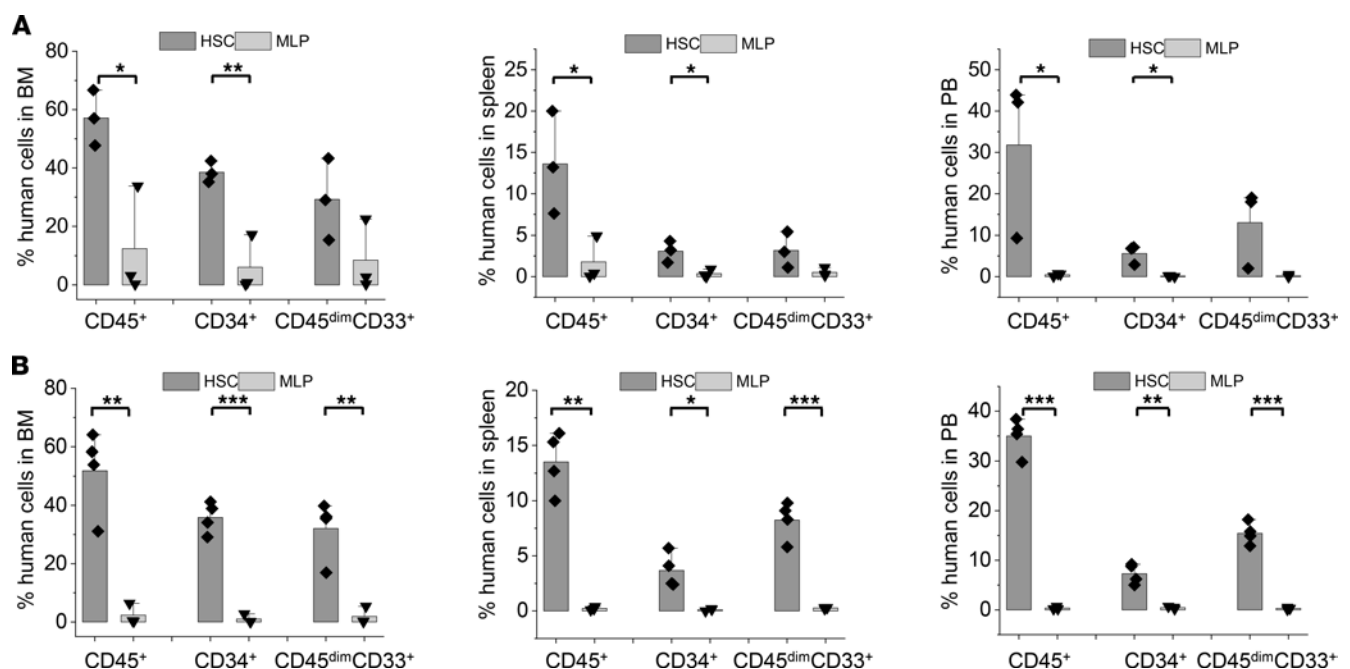 A
HSC MLP
% human cells in BM
80
60
40
20
0
* **
CD45⁺ CD34⁺ CD45ᵈⁱᵐCD33⁺
HSC MLP
% human cells in spleen
25
20
15
10
5
0
* *
CD45⁺ CD34⁺ CD45ᵈⁱᵐCD33⁺
HSC MLP
% human cells in PB
50
40
30
20
10
0
* *
CD45⁺ CD34⁺ CD45ᵈⁱᵐCD33⁺
B
HSC MLP
% human cells in BM
80
60
40
20
0
** *** **
CD45⁺ CD34⁺ CD45ᵈⁱᵐCD33⁺
HSC MLP
% human cells in spleen
20
15
10
5
0
** * ***
CD45⁺ CD34⁺ CD45ᵈⁱᵐCD33⁺
HSC MLP
% human cells in PB
40
30
20
10
0
*** ** ***
CD45⁺ CD34⁺ CD45ᵈⁱᵐCD33⁺